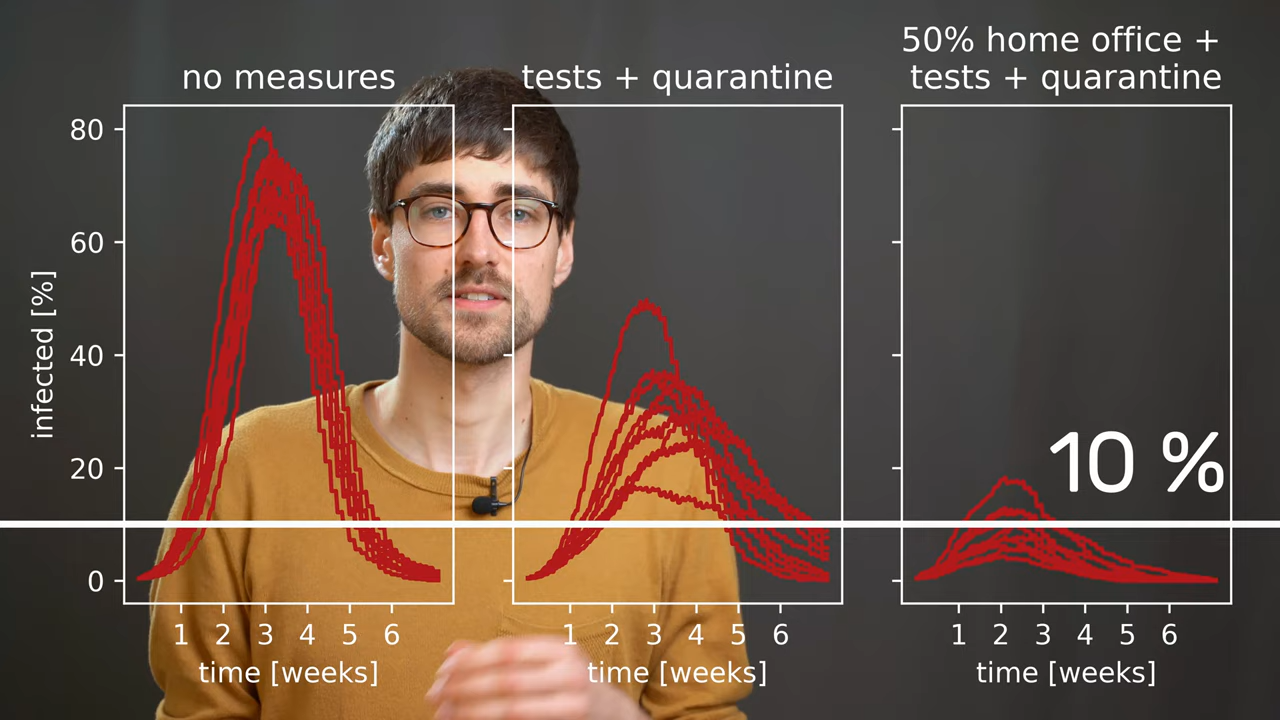 50% home office +
no measures
tests + quarantine
tests + quarantine
infected [%]
80
60
40
20
0
10 %
1 2 3 4 5 6
1 2 3 4 5 6
1 2 3 4 5 6
time [weeks]
time [weeks]
time [weeks]